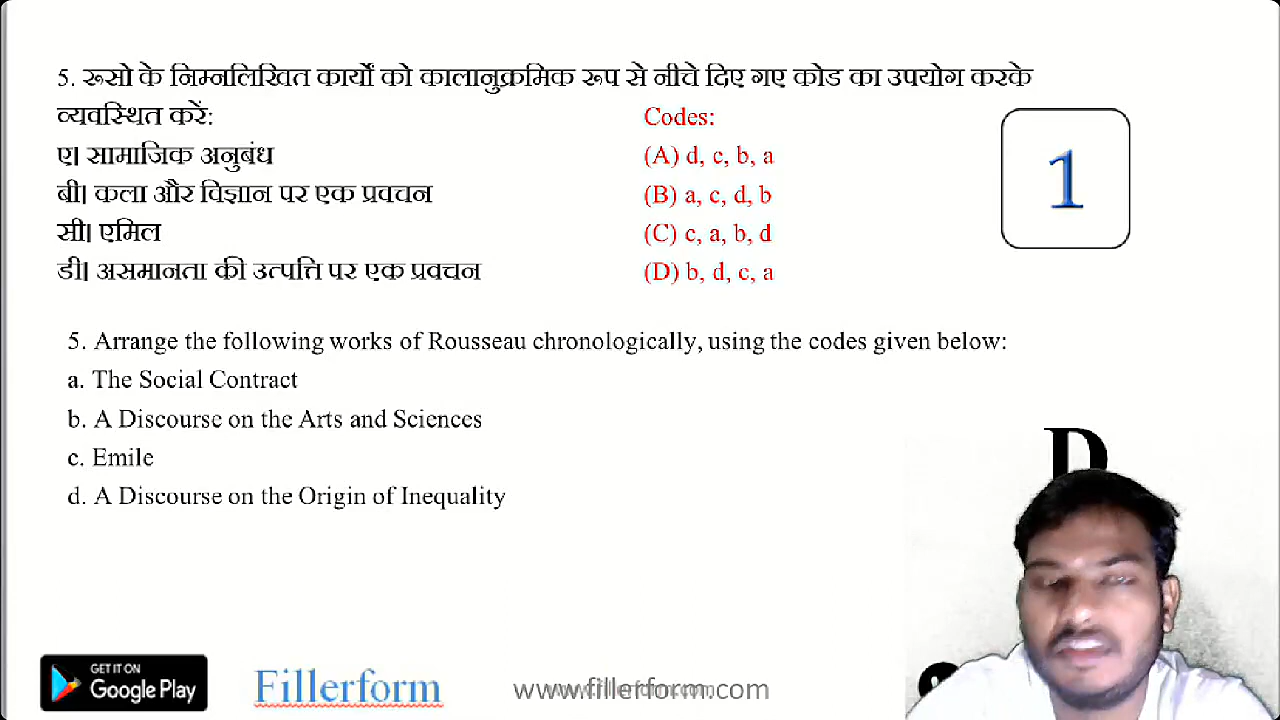 5. रूसो के निम्नलिखित कार्यों को कालानुक्रमिक रूप से नीचे दिए गए कोड का उपयोग करके
व्यवस्थित करें:
ए। सामाजिक अनुबंध
बी। कला और विज्ञान पर एक प्रवचन
सी। एमिल
डी। असमानता की उत्पत्ति पर एक प्रवचन
Codes:
(A) d, c, b, a
(B) a, c, d, b
(C) c, a, b, d
(D) b, d, c, a
1
5. Arrange the following works of Rousseau chronologically, using the codes given below:
a. The Social Contract
b. A Discourse on the Arts and Sciences
c. Emile
d. A Discourse on the Origin of Inequality
D
GET IT ON
Google Play
Fillerform
www.fillerform.com